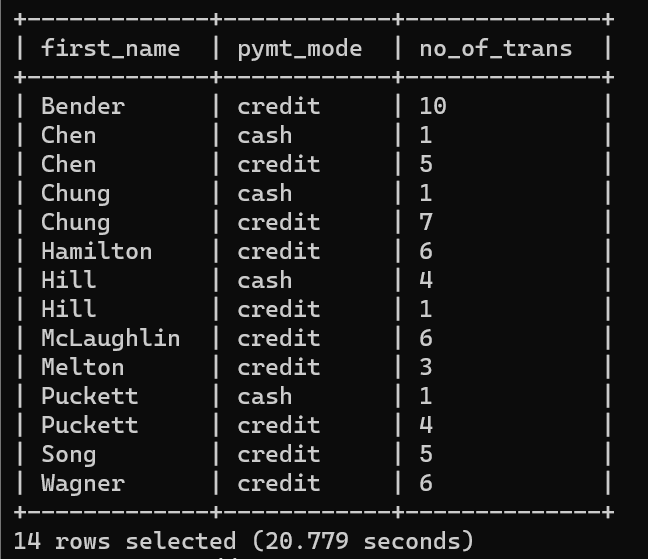 +-------------+------------+--------------+
| first_name  | pymt_mode  | no_of_trans  |
+-------------+------------+--------------+
| Bender      | credit     | 10           |
| Chen        | cash       | 1            |
| Chen        | credit     | 5            |
| Chung       | cash       | 1            |
| Chung       | credit     | 7            |
| Hamilton    | credit     | 6            |
| Hill        | cash       | 4            |
| Hill        | credit     | 1            |
| McLaughlin  | credit     | 6            |
| Melton      | credit     | 3            |
| Puckett     | cash       | 1            |
| Puckett     | credit     | 4            |
| Song        | credit     | 5            |
| Wagner      | credit     | 6            |
+-------------+------------+--------------+
14 rows selected (20.779 seconds)